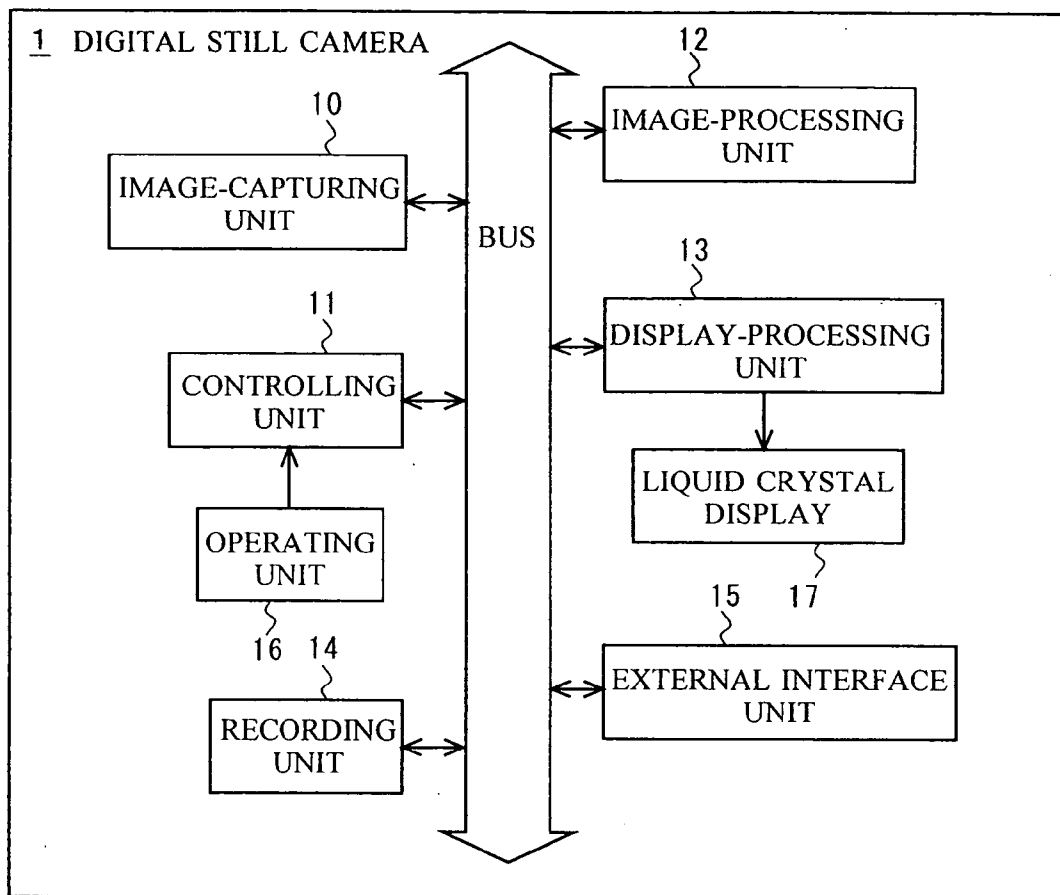 1 DIGITAL STILL CAMERA
10
IMAGE-CAPTURING
UNIT
11
CONTROLLING
UNIT
OPERATING
UNIT
16
14
RECORDING
UNIT
BUS
12
IMAGE-PROCESSING
UNIT
13
DISPLAY-PROCESSING
UNIT
LIQUID CRYSTAL
DISPLAY
17
15
EXTERNAL INTERFACE
UNIT